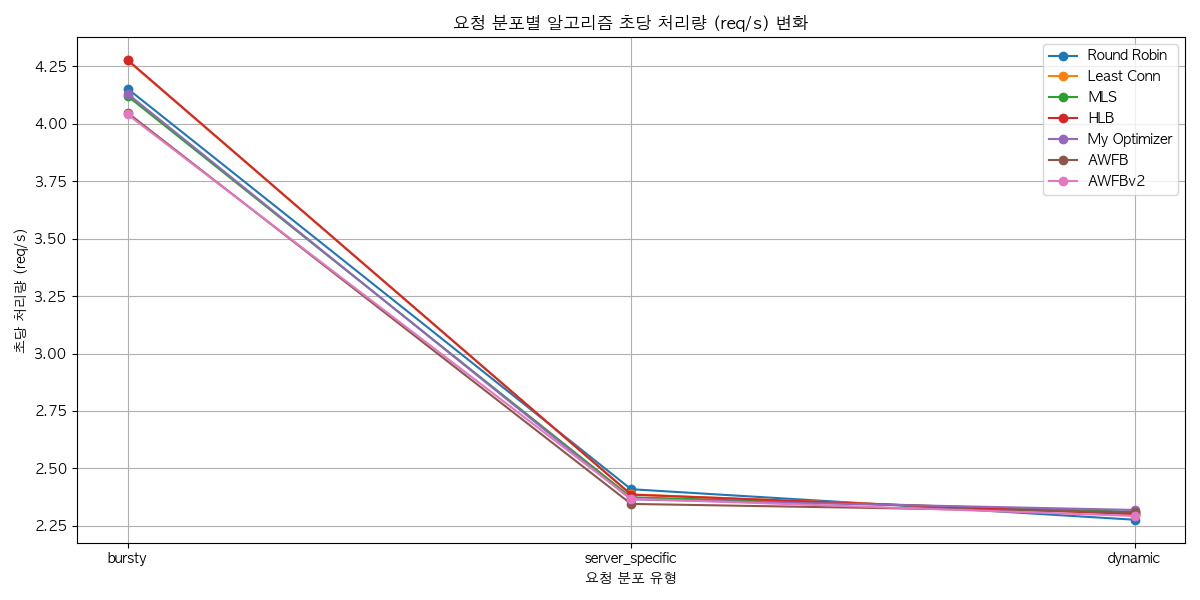 요청 분포별 알고리즘 초당 처리량 (req/s) 변화
초당 처리량 (req/s)
4.25
4.00
3.75
3.50
3.25
3.00
2.75
2.50
2.25
Round Robin
Least Conn
MLS
HLB
My Optimizer
AWFB
AWFBv2
bursty
server_specific
dynamic
요청 분포 유형